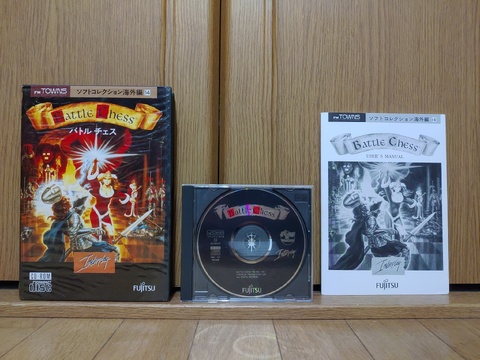 FM TOWNS
ソフトコレクション海外編
Battle Chess
バトルチェス
Interplay
CD-ROM
COMPACT
disc
FUJITSU
Battle Chess
Interplay
FUJITSU
FM TOWNS
ソフトコレクション海外編
Battle Chess
USER'S MANUAL
Interplay
FUJITSU